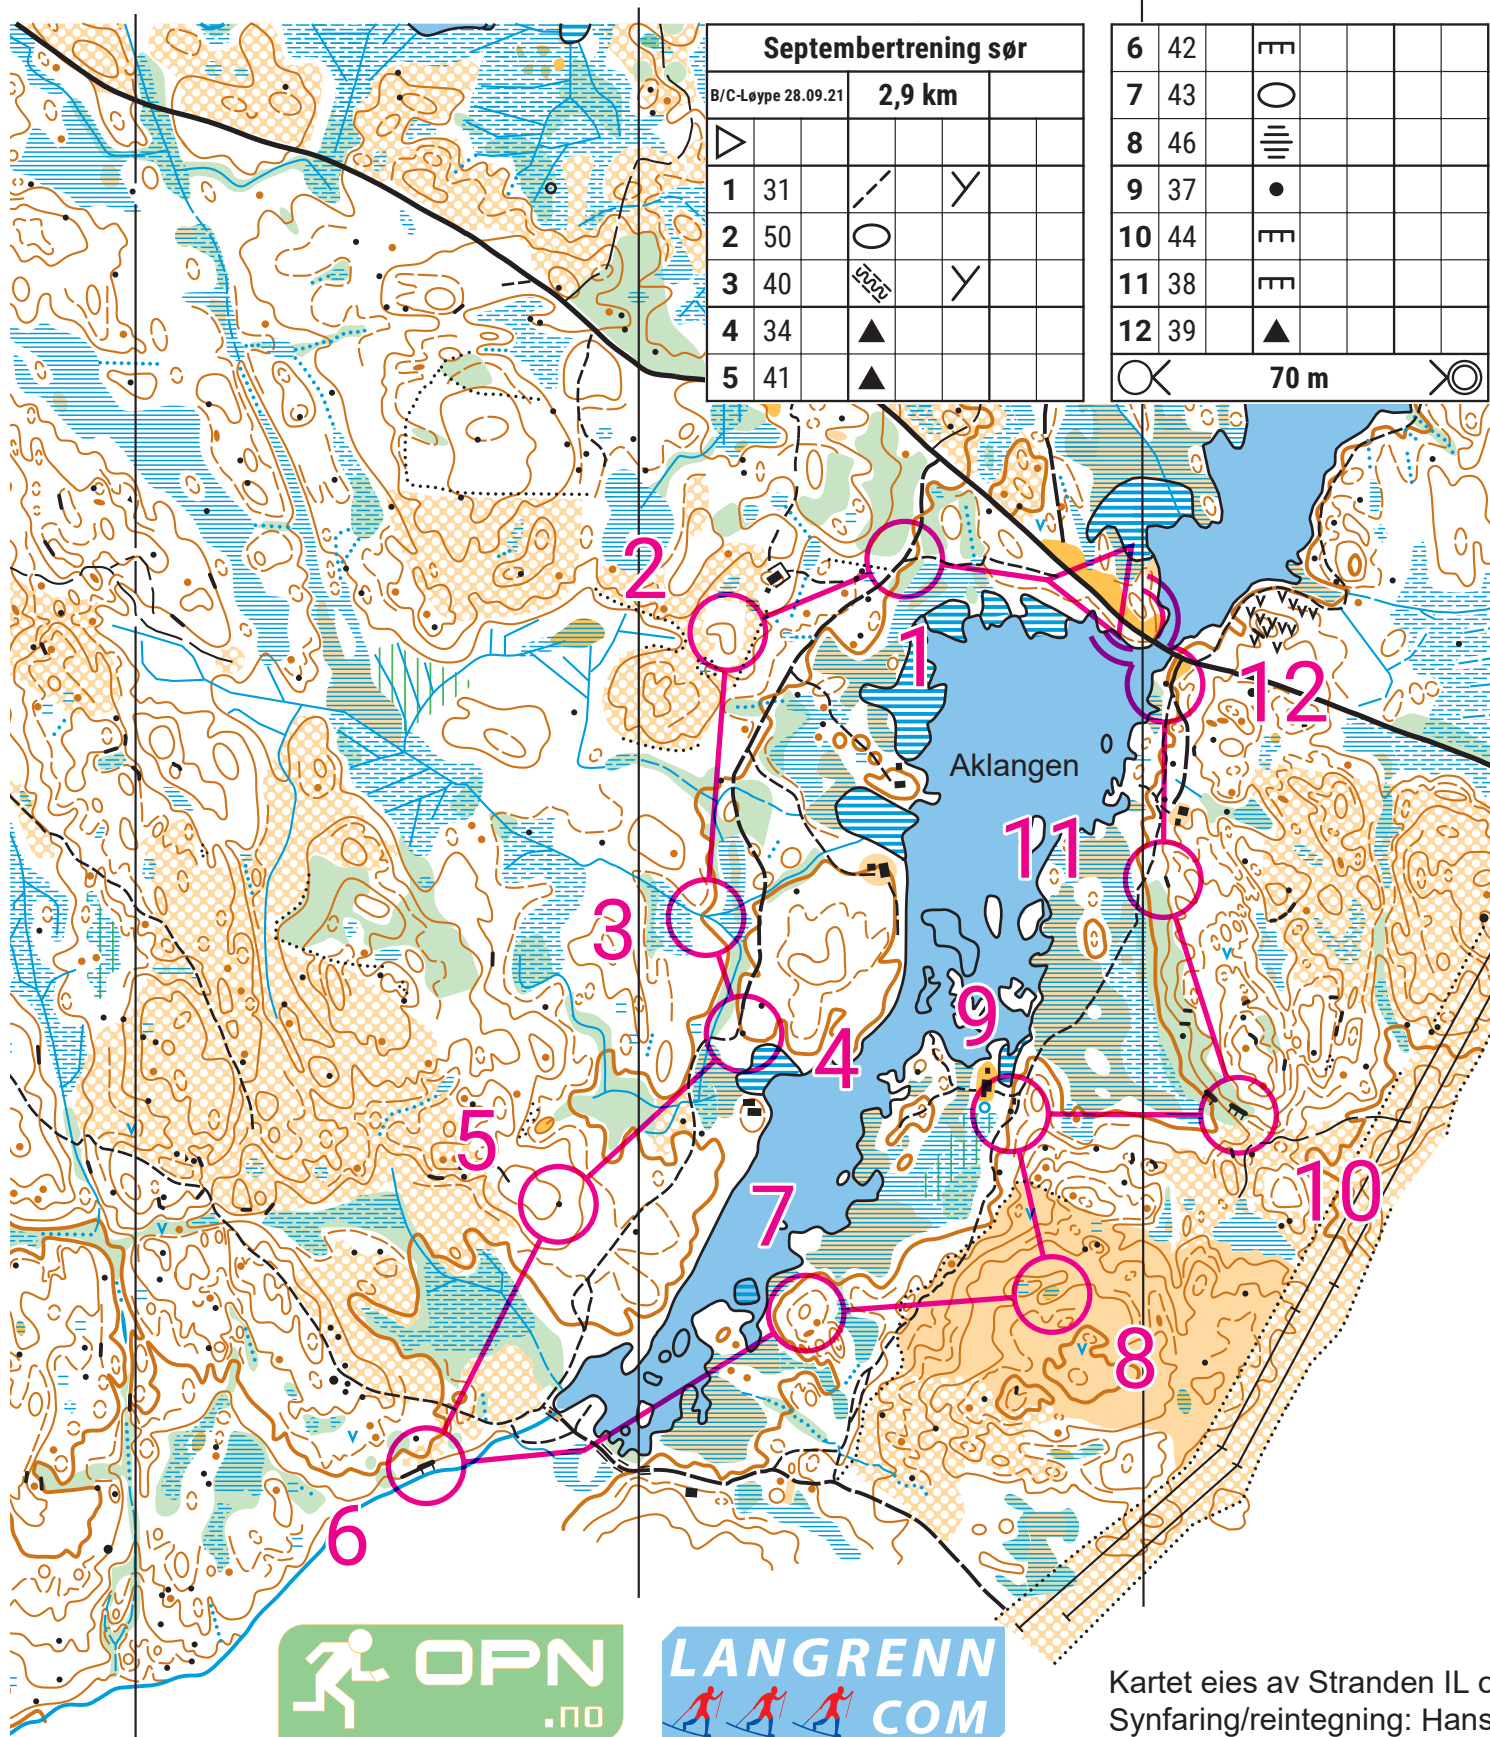 Septembertrening sør
B/C-Løype 28.09.21 2,9 km
1 31
2 50
3 40
4 34
5 41
6 42
7 43
8 46
9 37
10 44
11 38
12 39
70 m
2
1
12
Aklangen
11
3
9
4
5
10
7
8
6
OPN
.no
LANGRENN
COM
Kartet eies av Stranden IL o
Synfaring/reintegning: Hans